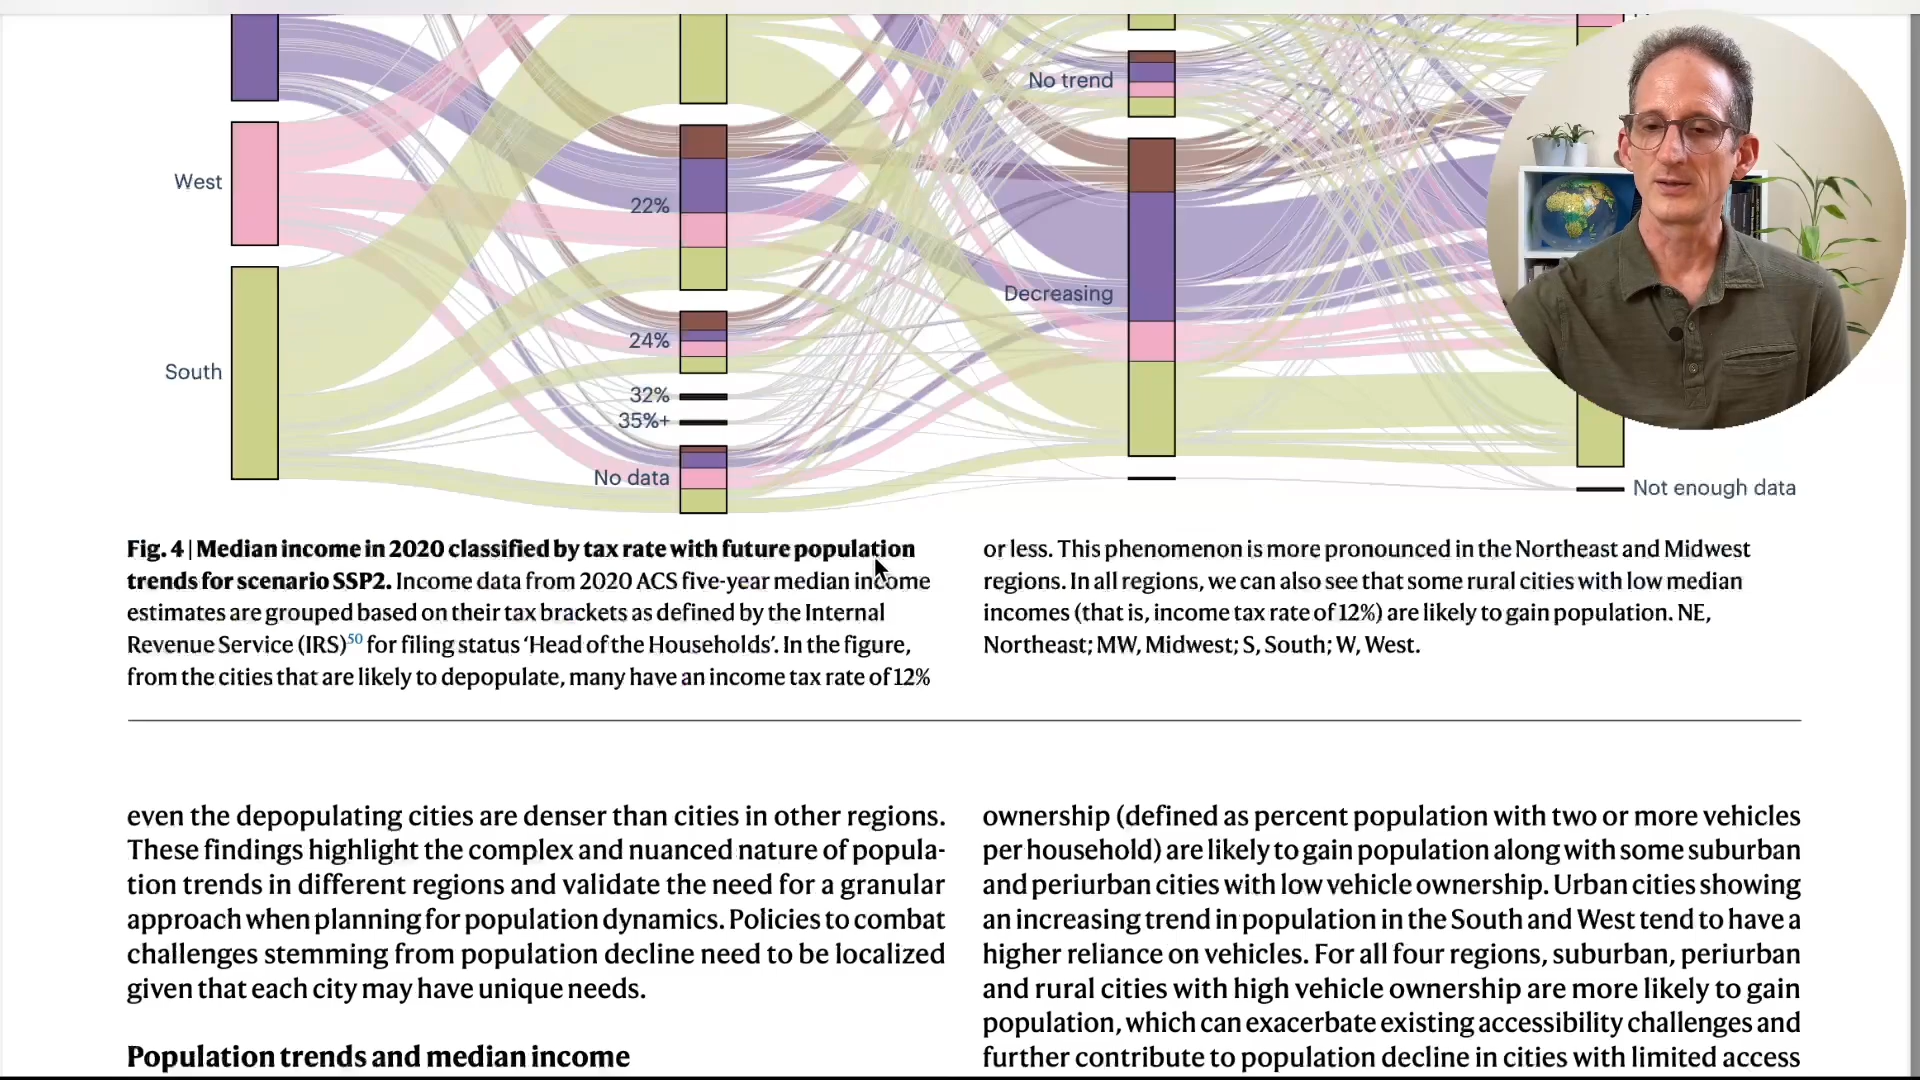 No trend
West
22%
Decreasing
24%
South
32%
35%+
No data
Not enough data
Fig. 4 | Median income in 2020 classified by tax rate with future population
trends for scenario SSP2. Income data from 2020 ACS five-year median income
estimates are grouped based on their tax brackets as defined by the Internal
Revenue Service (IRS)50 for filing status ‘Head of the Households’. In the figure,
from the cities that are likely to depopulate, many have an income tax rate of 12%
or less. This phenomenon is more pronounced in the Northeast and Midwest
regions. In all regions, we can also see that some rural cities with low median
incomes (that is, income tax rate of 12%) are likely to gain population. NE,
Northeast; MW, Midwest; S, South; W, West.
even the depopulating cities are denser than cities in other regions.
These findings highlight the complex and nuanced nature of popula-
tion trends in different regions and validate the need for a granular
approach when planning for population dynamics. Policies to combat
challenges stemming from population decline need to be localized
given that each city may have unique needs.
Population trends and median income
ownership (defined as percent population with two or more vehicles
per household) are likely to gain population along with some suburban
and periurban cities with low vehicle ownership. Urban cities showing
an increasing trend in population in the South and West tend to have a
higher reliance on vehicles. For all four regions, suburban, periurban
and rural cities with high vehicle ownership are more likely to gain
population, which can exacerbate existing accessibility challenges and
further contribute to population decline in cities with limited access